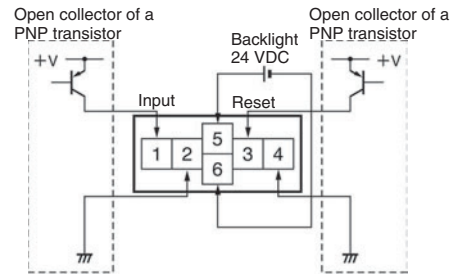 Open collector of a
PNP transistor
Open collector of a
PNP transistor
Backlight
24 VDC
+V
+V
Input
Reset
5
1 2 3 4
6